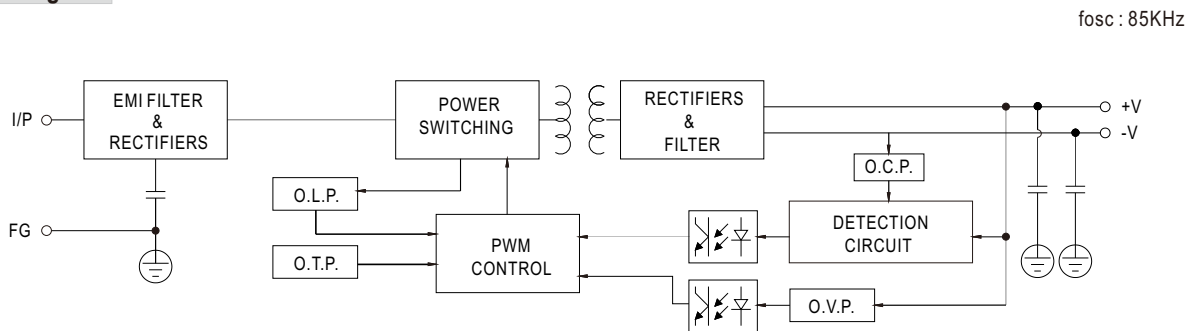 fosc : 85KHz
I/P
EMI FILTER
&
RECTIFIERS
POWER
SWITCHING
RECTIFIERS
&
FILTER
+V
-V
O.C.P.
O.L.P.
DETECTION
CIRCUIT
FG
PWM
CONTROL
O.T.P.
O.V.P.